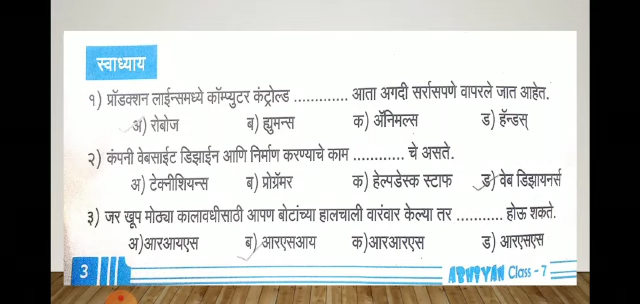 स्वाध्याय
१) प्रॉडक्शन लाईन्समध्ये कॉम्प्युटर कंट्रोल्ड ............. आता अगदी सर्रासपणे वापरले जात आहेत.
अ) रोबोज ब) ह्युमन्स क) ॲनिमल्स ड) हॅन्डस्
२) कंपनी वेबसाईट डिझाईन आणि निर्माण करण्याचे काम ............ चे असते.
अ) टेक्नीशियन्स ब) प्रोग्रॅमर क) हेल्पडेस्क स्टाफ ड) वेब डिझायनर्स
३) जर खूप मोठ्या कालावधीसाठी आपण बोटांच्या हालचाली वारंवार केल्या तर ........... होऊ शकते.
अ)आरआयएस ब) आरएसआय क)आरआरएस ड) आरएसएस
3 ABHIYAN Class - 7